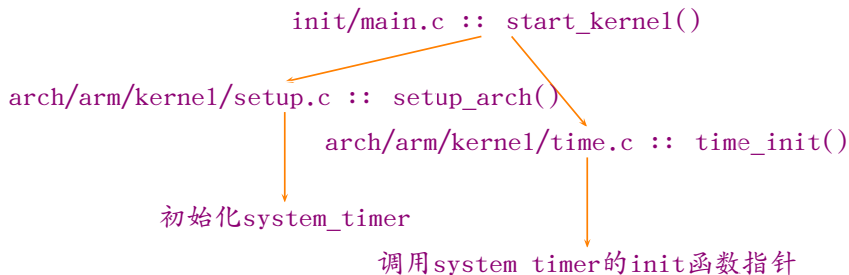 init/main.c :: start_kernel()
arch/arm/kernel/setup.c :: setup_arch()
arch/arm/kernel/time.c :: time_init()
初始化system_timer
调用system timer的init函数指针